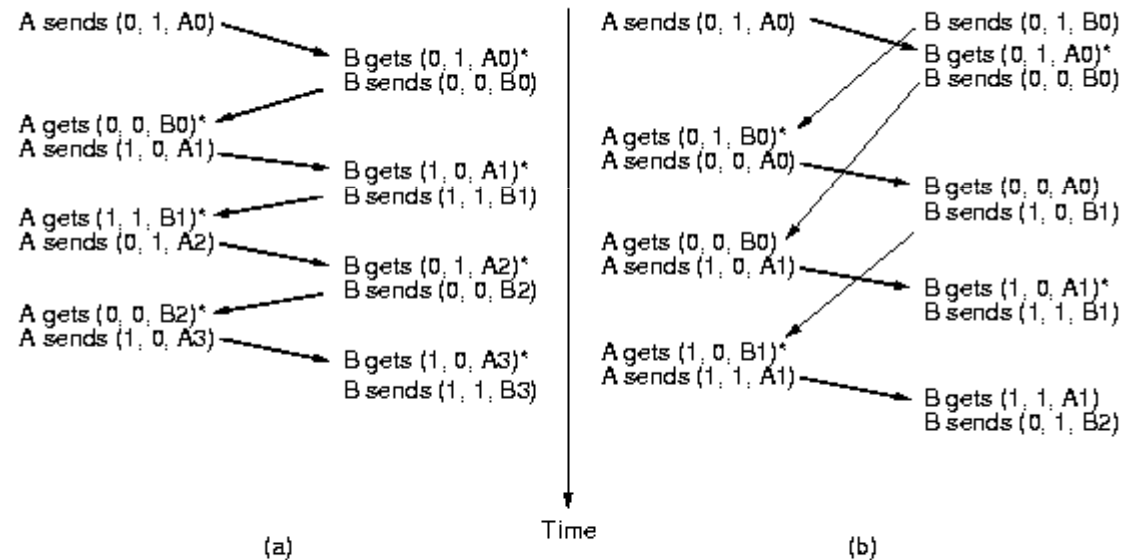 A sends (0, 1, A0)
B gets (0, 1, A0)*
B sends (0, 0, B0)
A gets (0, 0, B0)*
A sends (1, 0, A1)
B gets (1, 0, A1)*
B sends (1, 1, B1)
A gets (1, 1, B1)*
A sends (0, 1, A2)
B gets (0, 1, A2)*
B sends (0, 0, B2)
A gets (0, 0, B2)*
A sends (1, 0, A3)
B gets (1, 0, A3)*
B sends (1, 1, B3)
(a)
Time
A sends (0, 1, A0)
B sends (0, 1, B0)
B gets (0, 1, A0)*
B sends (0, 0, B0)
A gets (0, 1, B0)*
A sends (0, 0, A0)
B gets (0, 0, A0)
B sends (1, 0, B1)
A gets (0, 0, B0)
A sends (1, 0, A1)
B gets (1, 0, A1)*
B sends (1, 1, B1)
A gets (1, 0, B1)*
A sends (1, 1, A1)
B gets (1, 1, A1)
B sends (0, 1, B2)
(b)